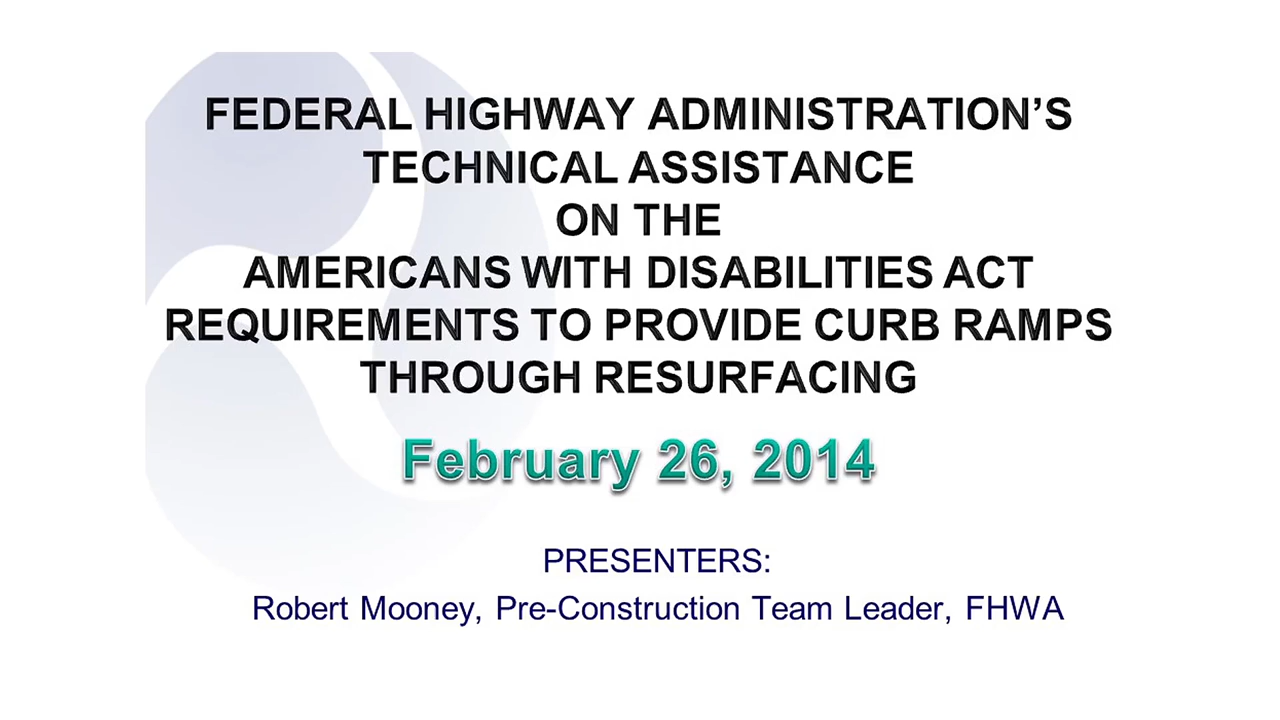 FEDERAL HIGHWAY ADMINISTRATION'S
TECHNICAL ASSISTANCE
ON THE
AMERICANS WITH DISABILITIES ACT
REQUIREMENTS TO PROVIDE CURB RAMPS
THROUGH RESURFACING
February 26, 2014
PRESENTERS:
Robert Mooney, Pre-Construction Team Leader, FHWA